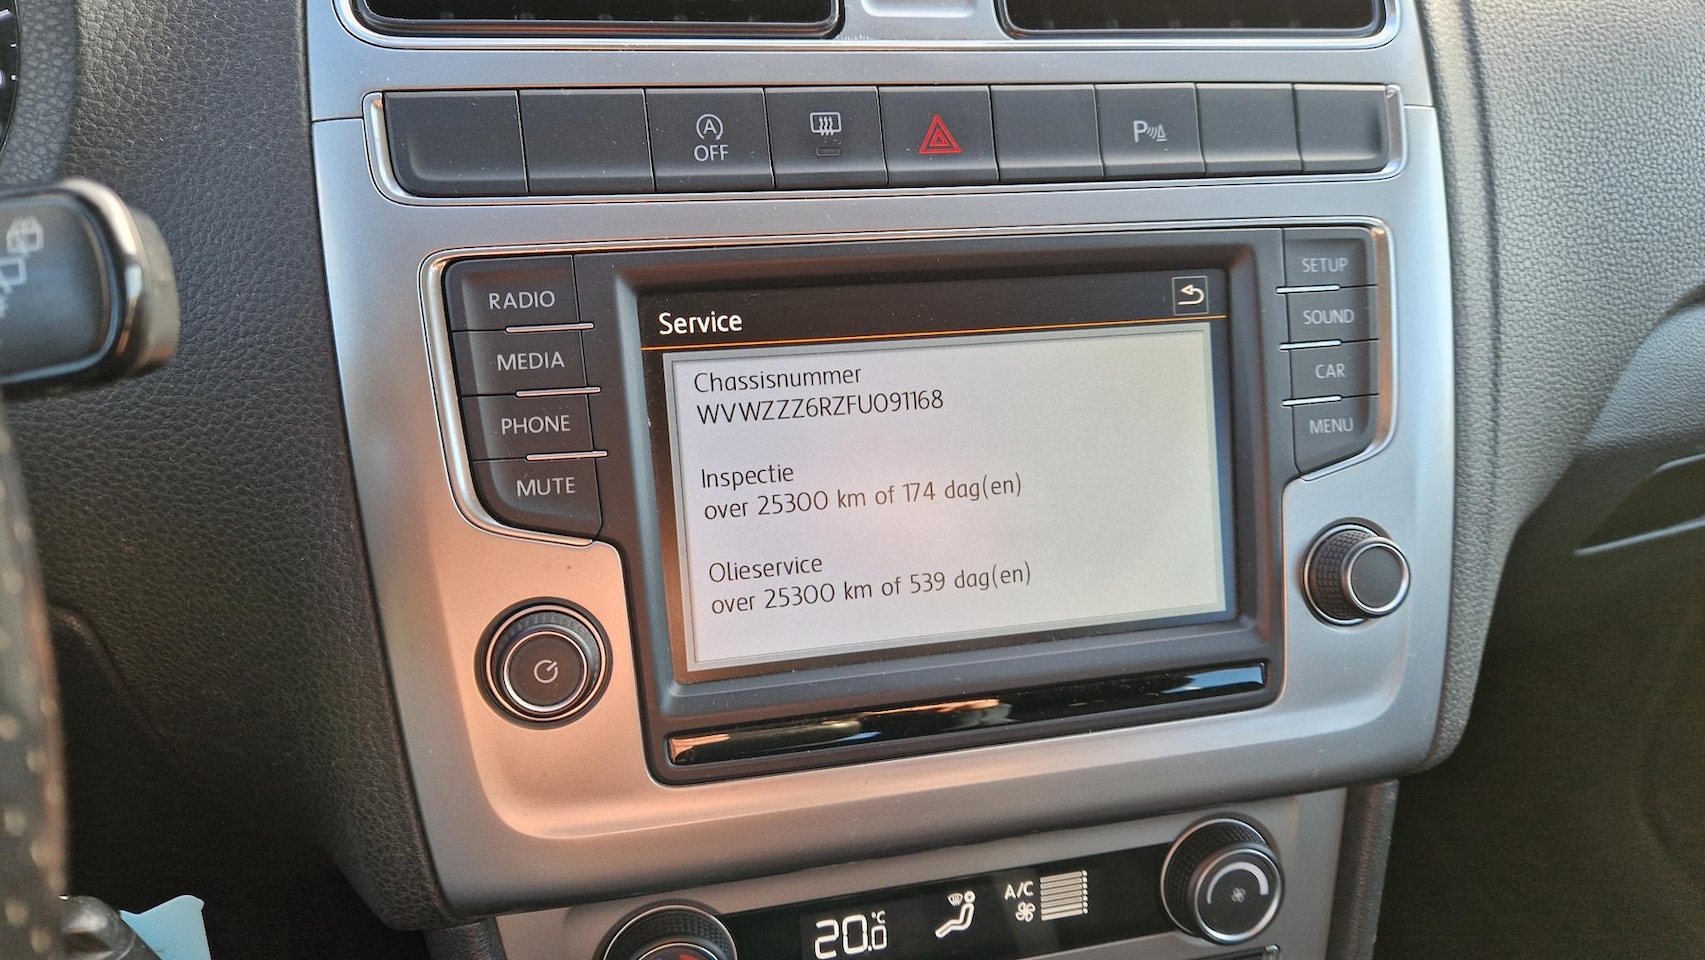 A
OFF
P
RADIO
MEDIA
PHONE
MUTE
Service
Chassisnummer
WVWZZZ6RZFU091168
Inspectie
over 25300 km of 174 dag(en)
Olieservice
over 25300 km of 539 dag(en)
SETUP
SOUND
CAR
MENU
20.0 °C
A/C